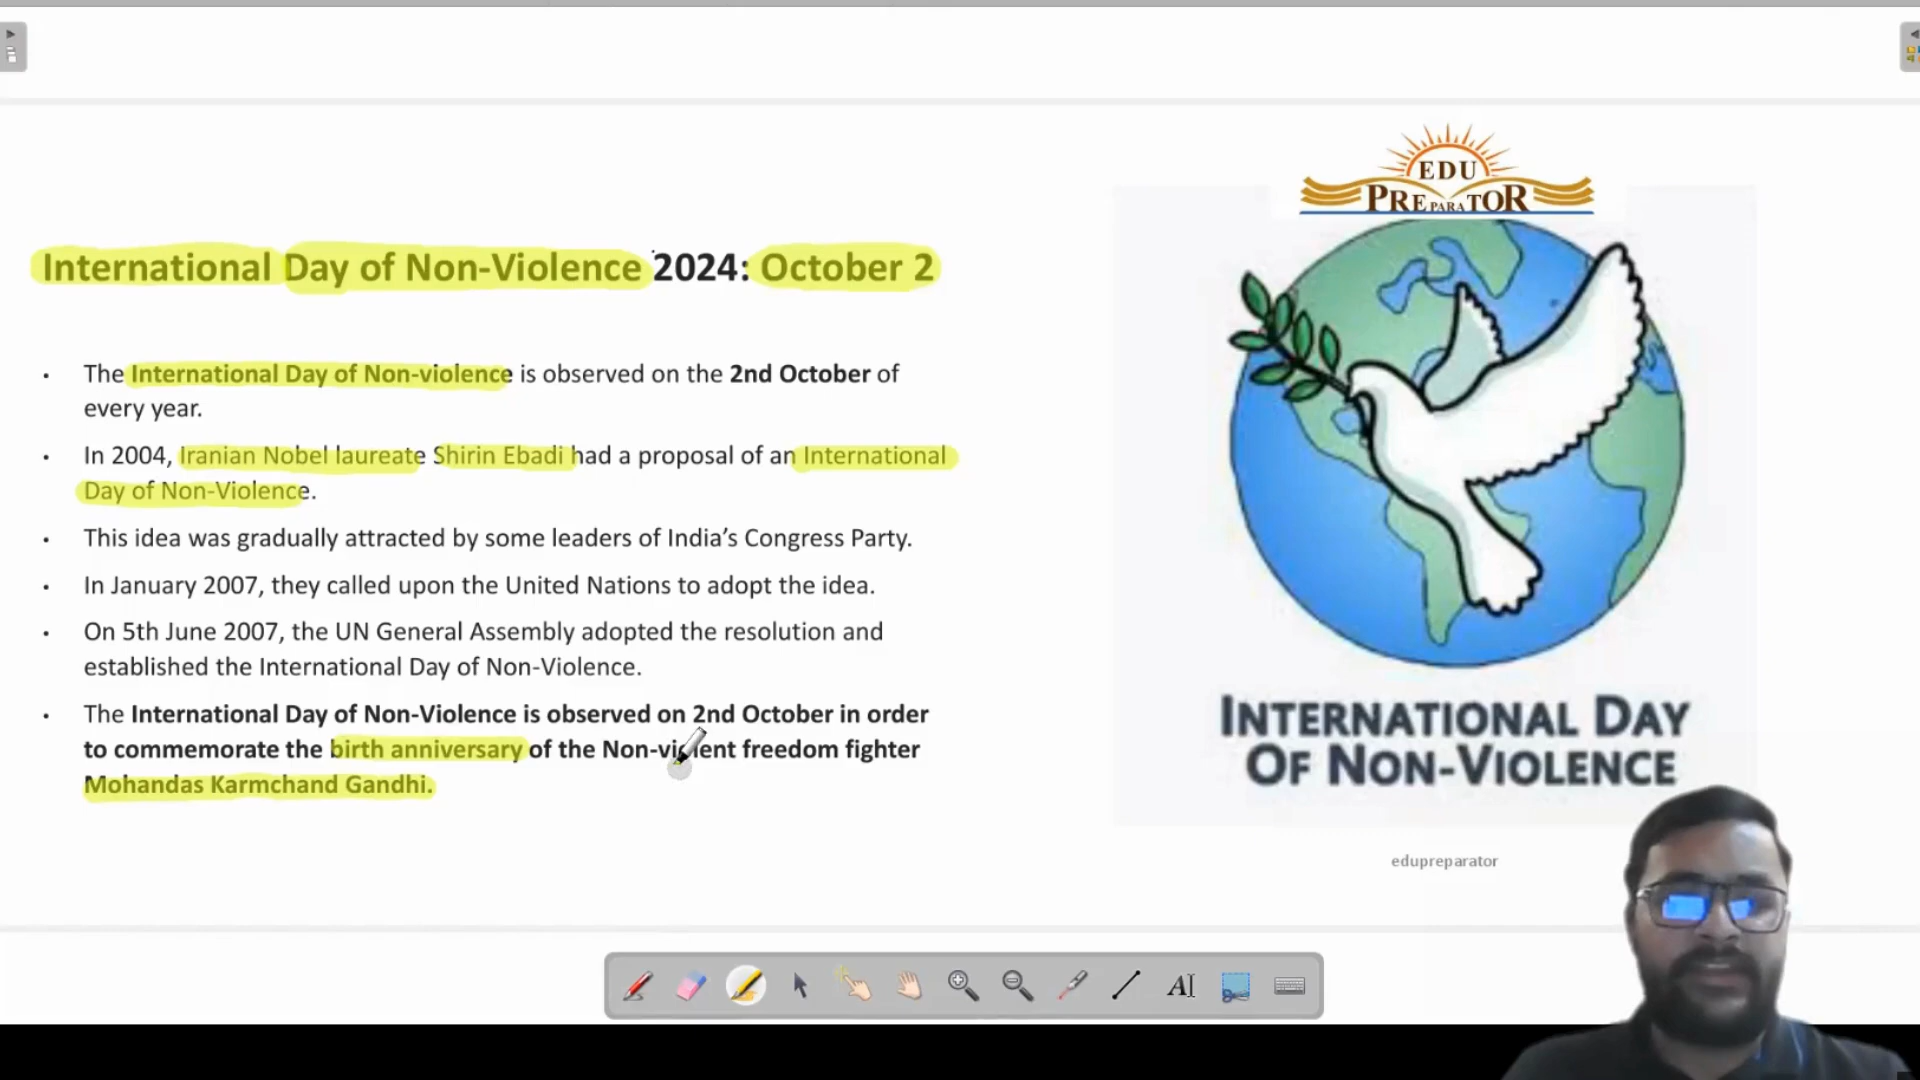 EDU
PREPARATOR
International Day of Non-Violence 2024: October 2
• The International Day of Non-violence is observed on the 2nd October of
every year.
• In 2004, Iranian Nobel laureate Shirin Ebadi had a proposal of an International
Day of Non-Violence.
• This idea was gradually attracted by some leaders of India’s Congress Party.
• In January 2007, they called upon the United Nations to adopt the idea.
• On 5th June 2007, the UN General Assembly adopted the resolution and
established the International Day of Non-Violence.
• The International Day of Non-Violence is observed on 2nd October in order
to commemorate the birth anniversary of the Non-violent freedom fighter
Mohandas Karmchand Gandhi.
INTERNATIONAL DAY
OF NON-VIOLENCE
edupreparator
AI